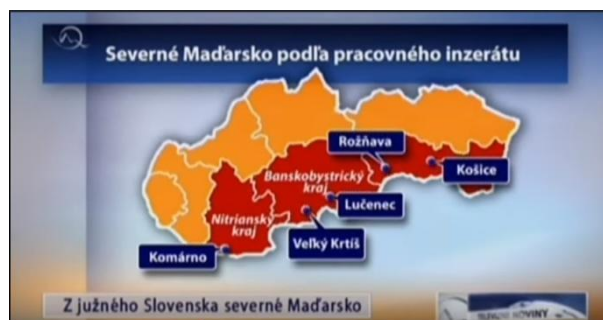 Severné Maďarsko podľa pracovného inzerátu
Rožňava
Košice
Banskobystrický
kraj
Lučenec
Nitriansky
kraj
Veľký Krtíš
Komárno
Z južného Slovenska severné Maďarsko
NOVINY